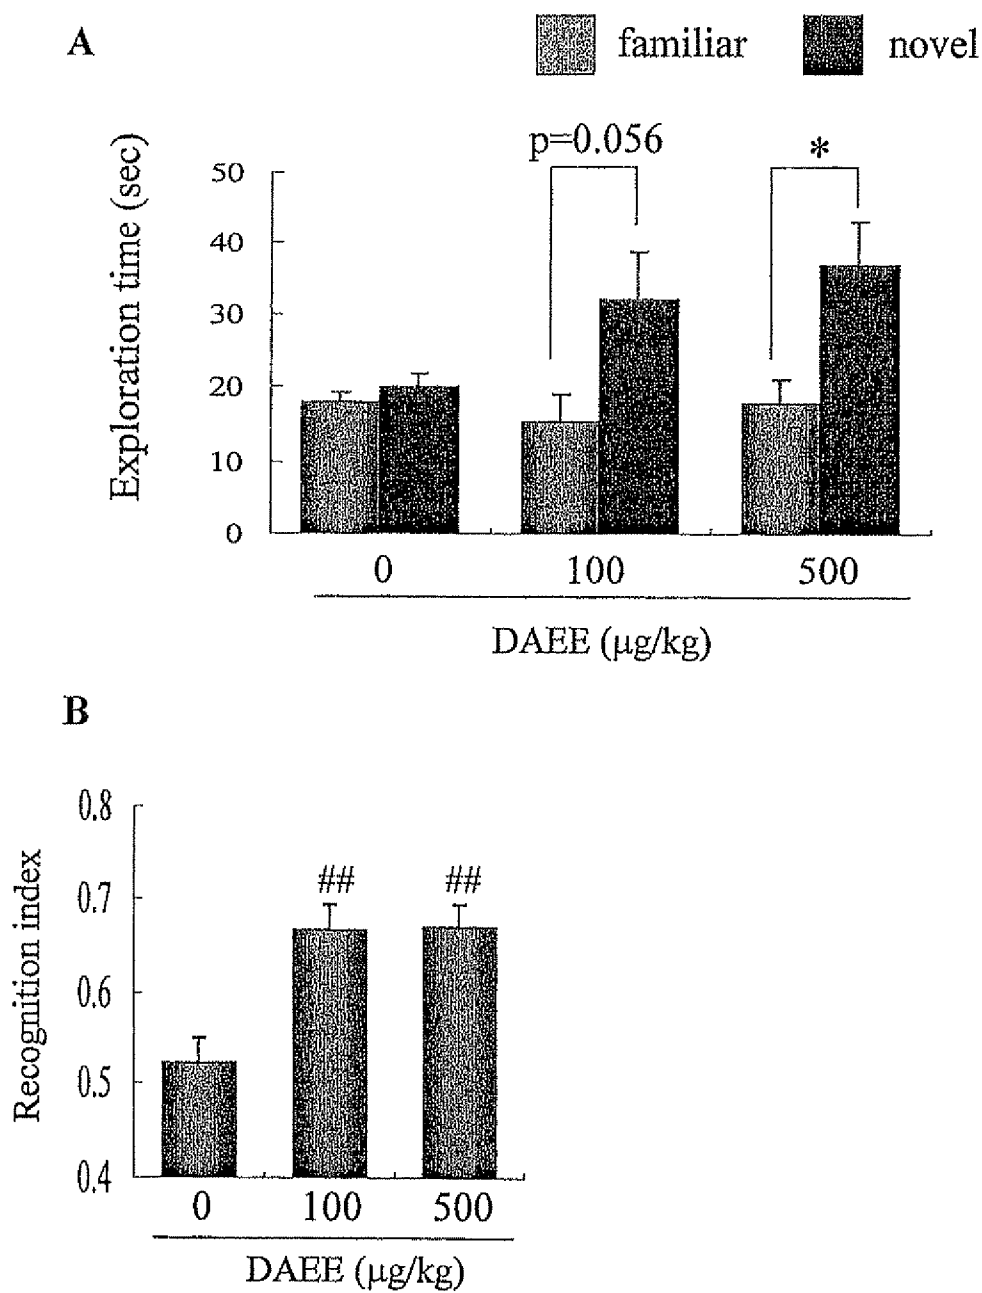 A
familiar novel
p=0.056 *
Exploration time (sec)
50
40
30
20
10
0
0 100 500
DAEE (μg/kg)
B
Recognition index
0.8
0.7
0.6
0.5
0.4
## ##
0 100 500
DAEE (μg/kg)